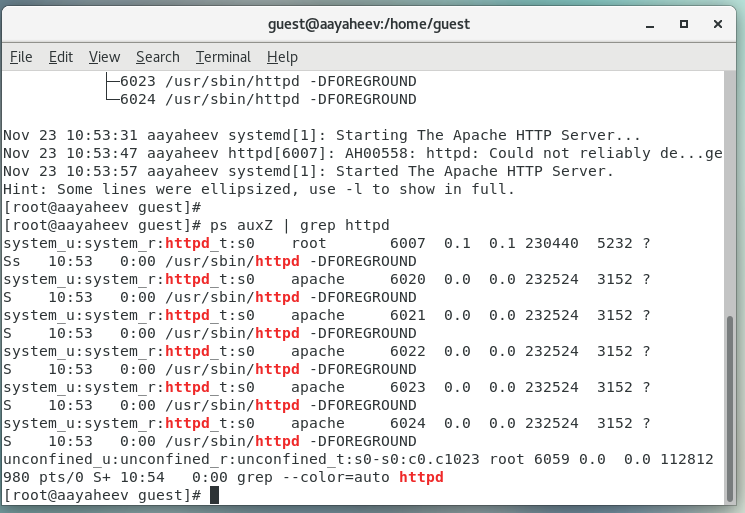 guest@aayaheev:/home/guest
File Edit View Search Terminal Help
├─6023 /usr/sbin/httpd -DFOREGROUND
└─6024 /usr/sbin/httpd -DFOREGROUND
Nov 23 10:53:31 aayaheev systemd[1]: Starting The Apache HTTP Server...
Nov 23 10:53:47 aayaheev httpd[6007]: AH00558: httpd: Could not reliably de...ge
Nov 23 10:53:57 aayaheev systemd[1]: Started The Apache HTTP Server.
Hint: Some lines were ellipsized, use -l to show in full.
[root@aayaheev guest]#
[root@aayaheev guest]# ps auxZ | grep httpd
system_u:system_r:httpd_t:s0    root       6007  0.1  0.1 230440  5232 ?
Ss   10:53   0:00 /usr/sbin/httpd -DFOREGROUND
system_u:system_r:httpd_t:s0    apache     6020  0.0  0.0 232524  3152 ?
S    10:53   0:00 /usr/sbin/httpd -DFOREGROUND
system_u:system_r:httpd_t:s0    apache     6021  0.0  0.0 232524  3152 ?
S    10:53   0:00 /usr/sbin/httpd -DFOREGROUND
system_u:system_r:httpd_t:s0    apache     6022  0.0  0.0 232524  3152 ?
S    10:53   0:00 /usr/sbin/httpd -DFOREGROUND
system_u:system_r:httpd_t:s0    apache     6023  0.0  0.0 232524  3152 ?
S    10:53   0:00 /usr/sbin/httpd -DFOREGROUND
system_u:system_r:httpd_t:s0    apache     6024  0.0  0.0 232524  3152 ?
S    10:53   0:00 /usr/sbin/httpd -DFOREGROUND
unconfined_u:unconfined_r:unconfined_t:s0-s0:c0.c1023 root 6059 0.0  0.0 112812
980 pts/0 S+ 10:54   0:00 grep --color=auto httpd
[root@aayaheev guest]#